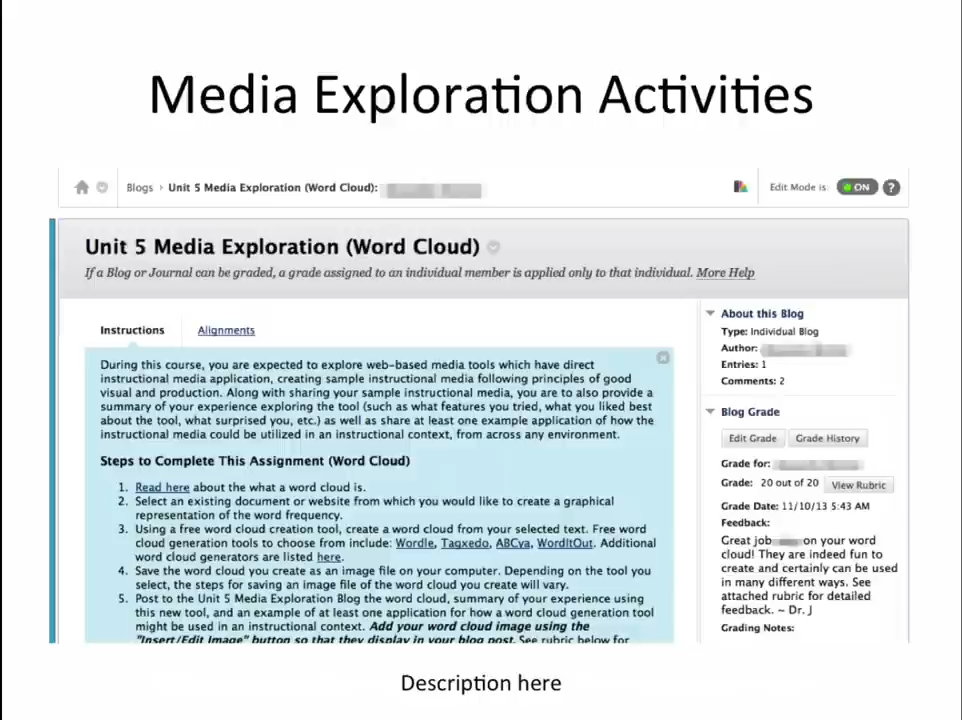 Media Exploration Activities
Blogs › Unit 5 Media Exploration (Word Cloud):
Edit Mode is: ON ?
Unit 5 Media Exploration (Word Cloud)
If a Blog or Journal can be graded, a grade assigned to an individual member is applied only to that individual. More Help
Instructions
Alignments
During this course, you are expected to explore web-based media tools which have direct
instructional media application, creating sample instructional media following principles of good
visual and production. Along with sharing your sample instructional media, you are to also provide a
summary of your experience exploring the tool (such as what features you tried, what you liked best
about the tool, what surprised you, etc.) as well as share at least one example application of how the
instructional media could be utilized in an instructional context, from across any environment.
Steps to Complete This Assignment (Word Cloud)
1. Read here about the what a word cloud is.
2. Select an existing document or website from which you would like to create a graphical
representation of the word frequency.
3. Using a free word cloud creation tool, create a word cloud from your selected text. Free word
cloud generation tools to choose from include: Wordle, Tagxedo, ABCya, WordItOut. Additional
word cloud generators are listed here.
4. Save the word cloud you create as an image file on your computer. Depending on the tool you
select, the steps for saving an image file of the word cloud you create will vary.
5. Post to the Unit 5 Media Exploration Blog the word cloud, summary of your experience using
this new tool, and an example of at least one application for how a word cloud generation tool
might be used in an instructional context. Add your word cloud image using the
"Insert/Edit Image" button so that they display in your blog post. See rubric below for
About this Blog
Type: Individual Blog
Author:
Entries: 1
Comments: 2
Blog Grade
Edit Grade
Grade History
Grade for:
Grade: 20 out of 20 View Rubric
Grade Date: 11/10/13 5:43 AM
Feedback:
Great job on your word
cloud! They are indeed fun to
create and certainly can be used
in many different ways. See
attached rubric for detailed
feedback. ~ Dr. J
Grading Notes:
Description here